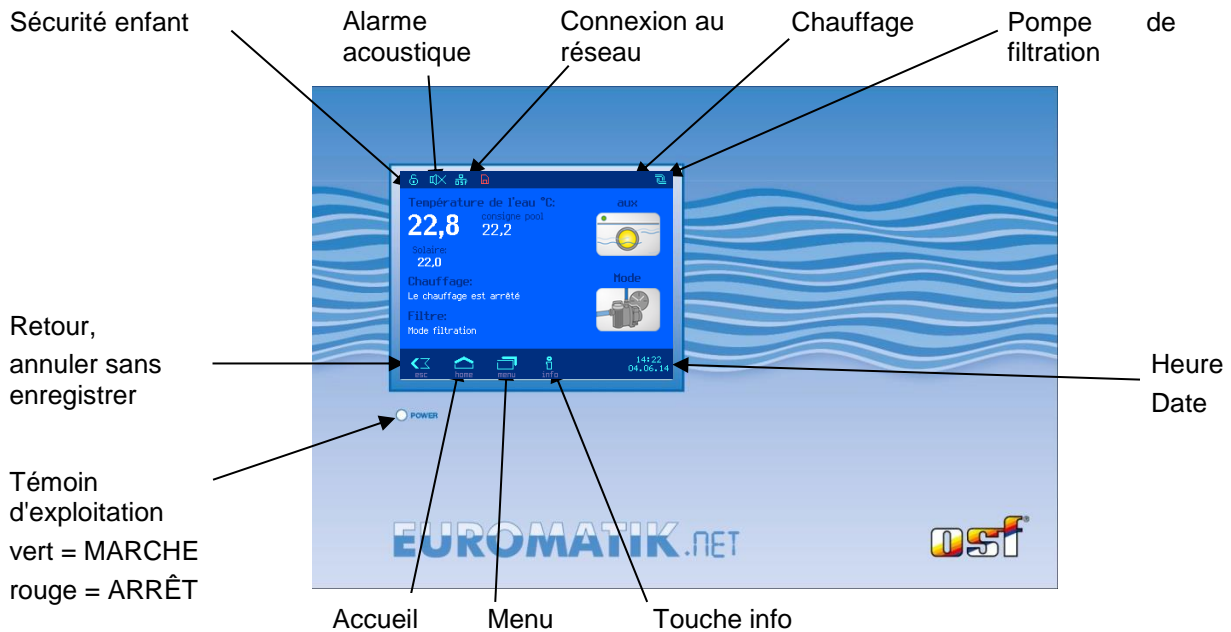 Sécurité enfant
Alarme
acoustique
Connexion au
réseau
Chauffage
Pompe de
filtration
OSF
Température de l'eau °C:
22,8
consigne pool
22,2
aux
Solaire:
22,0
Chauffage:
Le chauffage est arrêté
Mode
Filtre:
Mode filtration
esc
home
menu
info
14:22
04.06.14
Retour,
annuler sans
enregistrer
Heure
Date
POWER
Témoin
d'exploitation
vert = MARCHE
rouge = ARRÊT
EUROMATIK.NET
osf
Accueil
Menu
Touche info